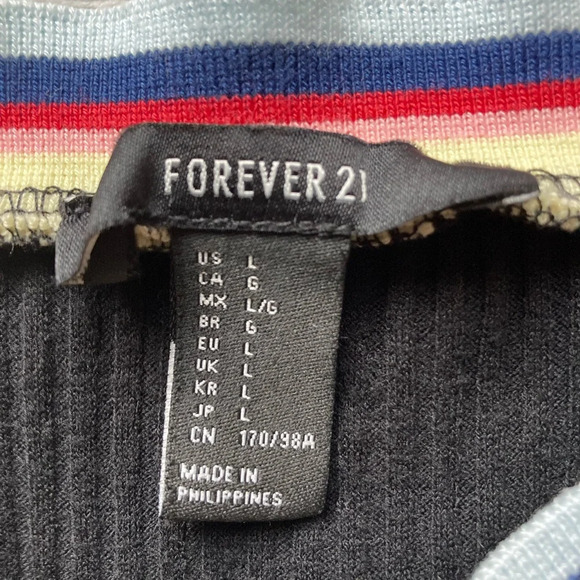 FOREVER 21
US L
CA G
MX L/G
BR G
EU L
UK L
KR L
JP L
CN 170/98A
MADE IN
PHILIPPINES